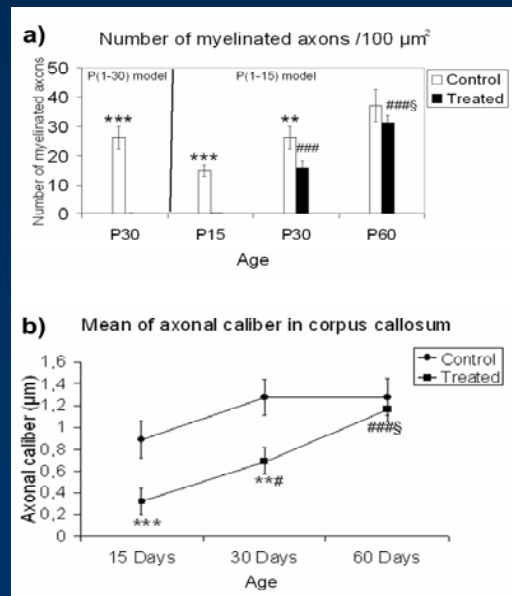 a) Number of myelinated axons /100 µm²
Number of myelinated axons
50
40
30
20
10
0
P(1-30) model
P(1-15) model
***
***
**
###
###§
Control
Treated
P30
P15
P30
P60
Age
b)
Mean of axonal caliber in corpus callosum
Axonal caliber (µm)
1,6
1,4
1,2
1
0,8
0,6
0,4
0,2
0
Control
Treated
***
**#
###§
15 Days
30 Days
60 Days
Age